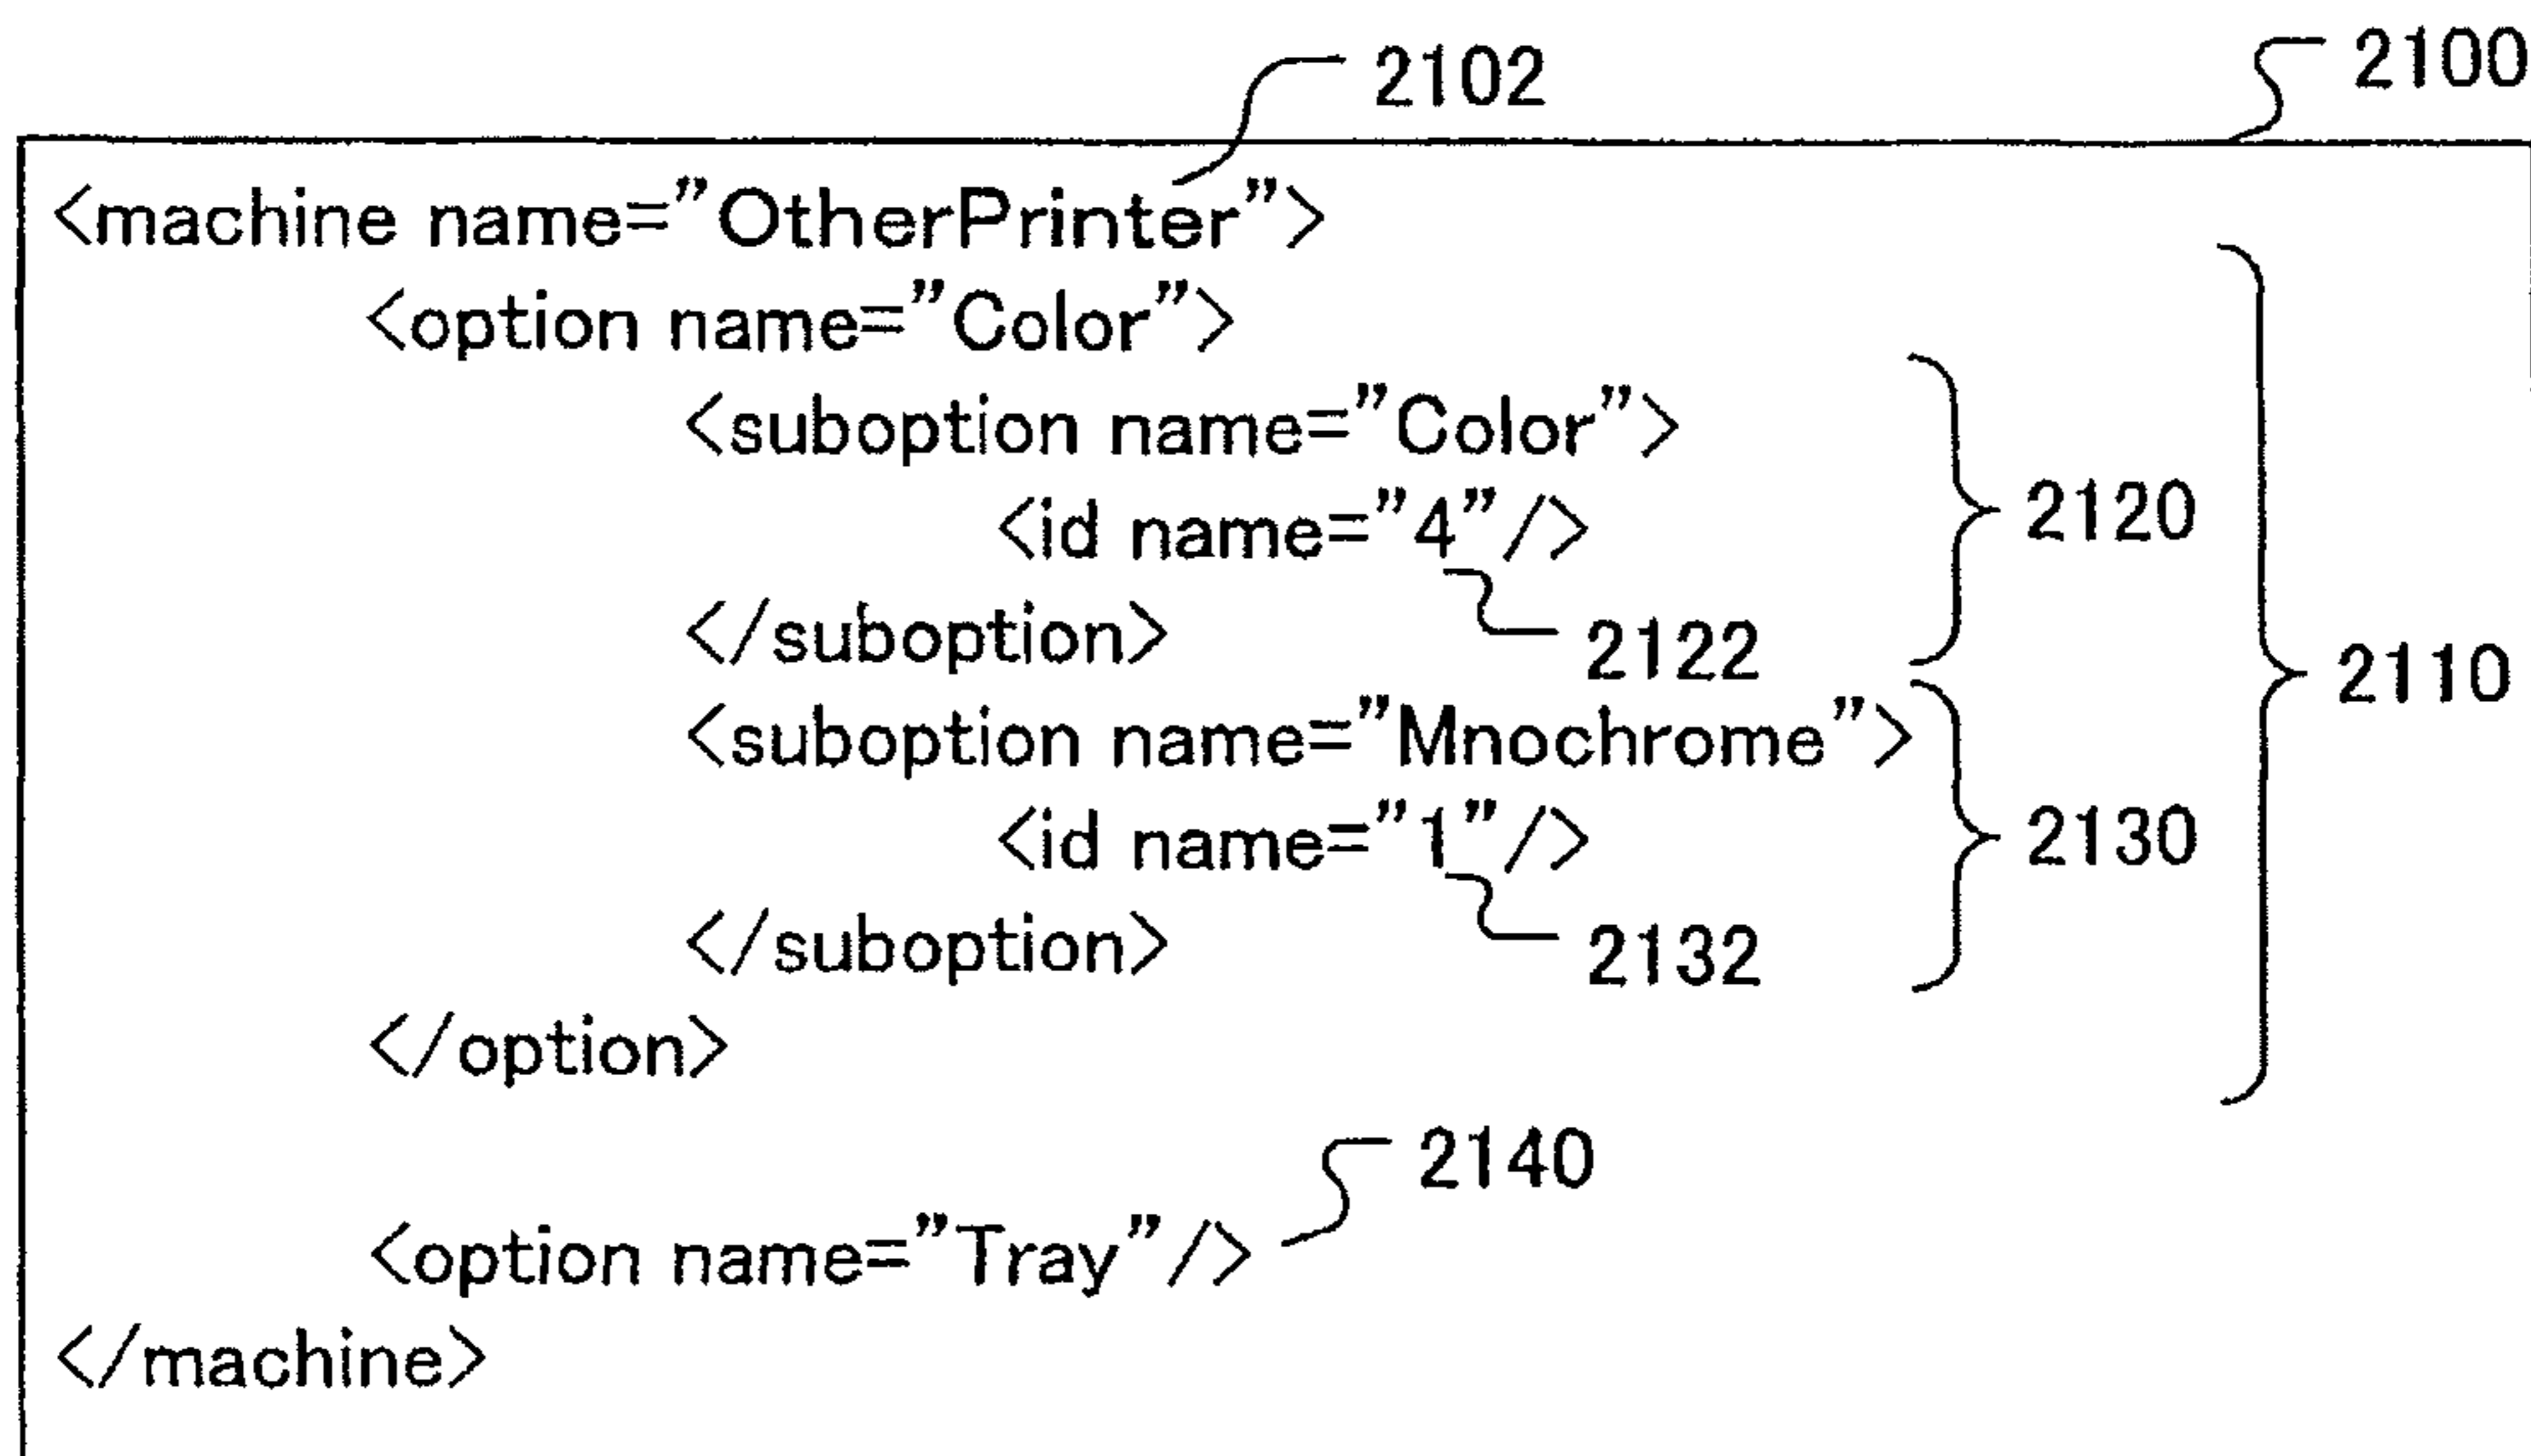 2102
2100
<machine name="OtherPrinter">
<option name="Color">
<suboption name="Color">
<id name="4"/>
2120
</suboption>
2122
2110
<suboption name="Mnochrome">
<id name="1"/>
2130
</suboption>
2132
</option>
2140
<option name="Tray"/>
</machine>